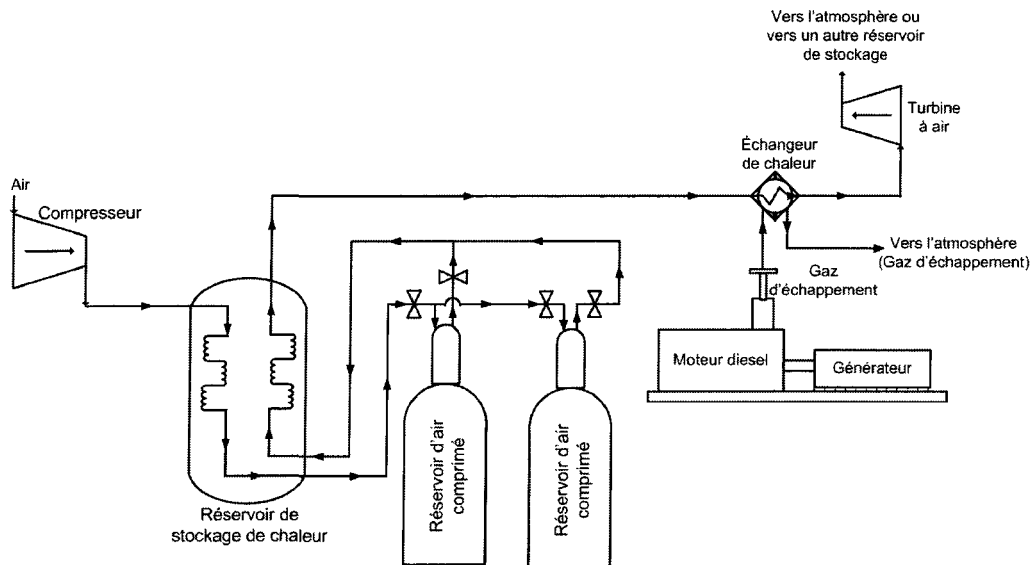 Vers l'atmosphère ou
vers un autre réservoir
de stockage
Turbine
à air
Échangeur
de chaleur
Air
Compresseur
Vers l'atmosphère
(Gaz d'échappement)
Gaz
d'échappement
Moteur diesel
Générateur
Réservoir d'air
comprimé
Réservoir d'air
comprimé
Réservoir de
stockage de chaleur